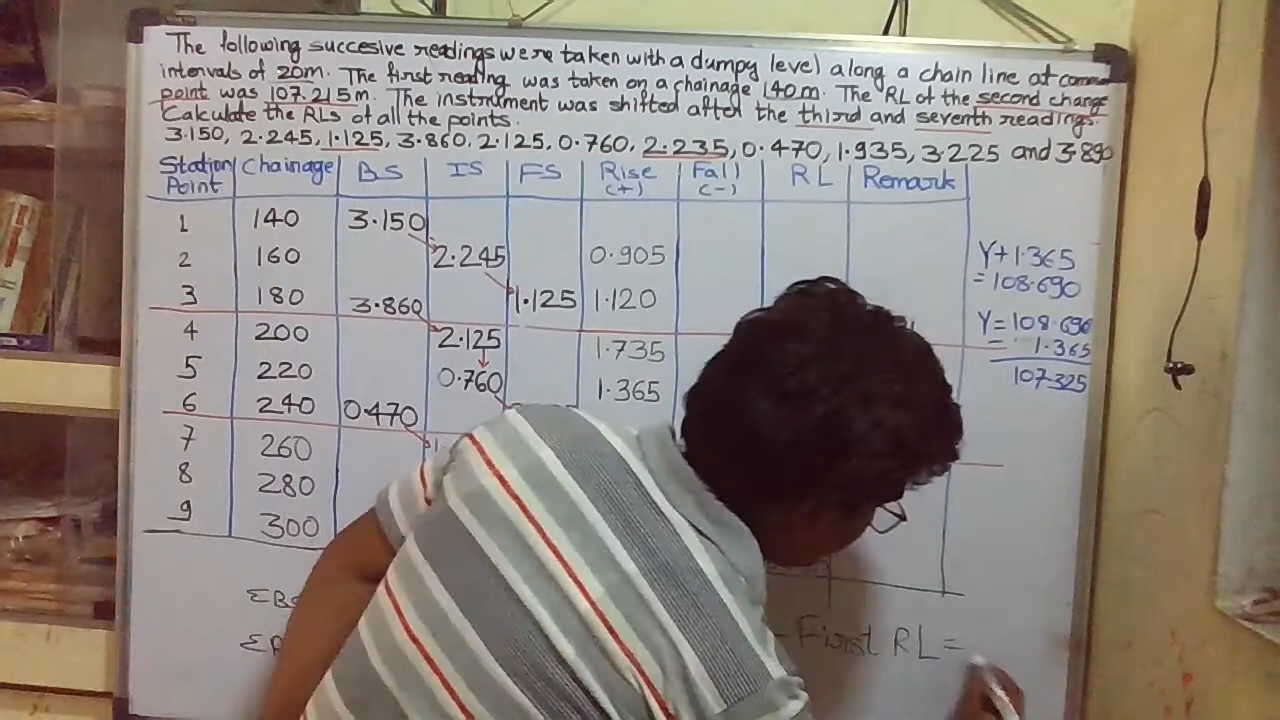 The following succesive readings were taken with a dumpy level along a chain line at common
intervals of 20m. The first reading was taken on a chainage 140m. The RL of the second change
point was 107.215m. The instrument was shifted after the third and seventh readings.
Calculate the RLs of all the points.
3.150, 2.245, 1.125, 3.860, 2.125, 0.760, 2.235, 0.470, 1.935, 3.225 and 3.890
Station Point Chainage BS IS FS Rise (+) Fall (-) RL Remark
1 140 3.150
2 160 2.245 0.905
3 180 3.860 1.125 1.120
4 200 2.125 1.735
5 220 0.760 1.365
6 240 0.470
7 260
8 280
9 300
Y+1.365
=108.690
Y=108.690
= 1.365
107.325
ΣBS
First RL=